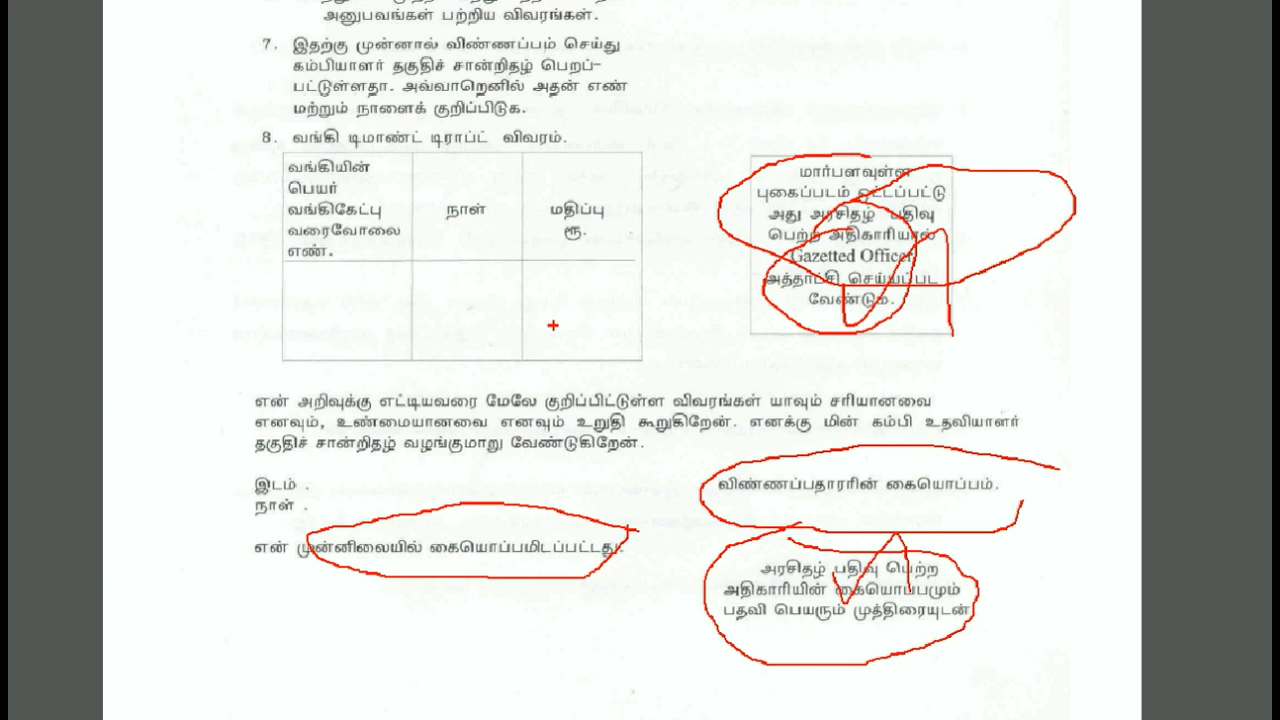 அனுபவங்கள் பற்றிய விவரங்கள்.
7. இதற்கு முன்னால் விண்ணப்பம் செய்து
கம்பியாளர் தகுதிச் சான்றிதழ் பெறப்-
பட்டுள்ளதா. அவ்வாறெனில் அதன் எண்
மற்றும் நாளைக் குறிப்பிடுக.
8. வங்கி டிமாண்ட் டிராப்ட் விவரம்.
வங்கியின்
பெயர்
வங்கிகேட்பு நாள் மதிப்பு
வரைவோலை ரூ.
எண்.
மார்பளவுள்ள
புகைப்படம் ஒட்டப்பட்டு
அது அரசிதழ் பதிவு
பெற்ற அதிகாரியால்
Gazetted Officer
அத்தாட்சி செய்யப்பட
வேண்டும்.
என் அறிவுக்கு எட்டியவரை மேலே குறிப்பிட்டுள்ள விவரங்கள் யாவும் சரியானவை
எனவும், உண்மையானவை எனவும் உறுதி கூறுகிறேன். எனக்கு மின் கம்பி உதவியாளர்
தகுதிச் சான்றிதழ் வழங்குமாறு வேண்டுகிறேன்.
இடம்
விண்ணப்பதாரரின் கையொப்பம்.
நாள் .
என் முன்னிலையில் கையொப்பமிடப்பட்டது.
அரசிதழ் பதிவு பெற்ற
அதிகாரியின் கையொப்பமும்
பதவி பெயரும் முத்திரையுடன்